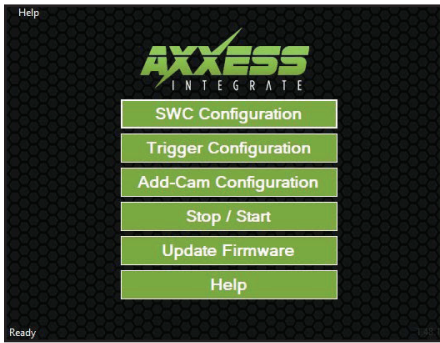 Help
AXXESS
INTEGRATE
SWC Configuration
Trigger Configuration
Add-Cam Configuration
Stop / Start
Update Firmware
Help
Ready